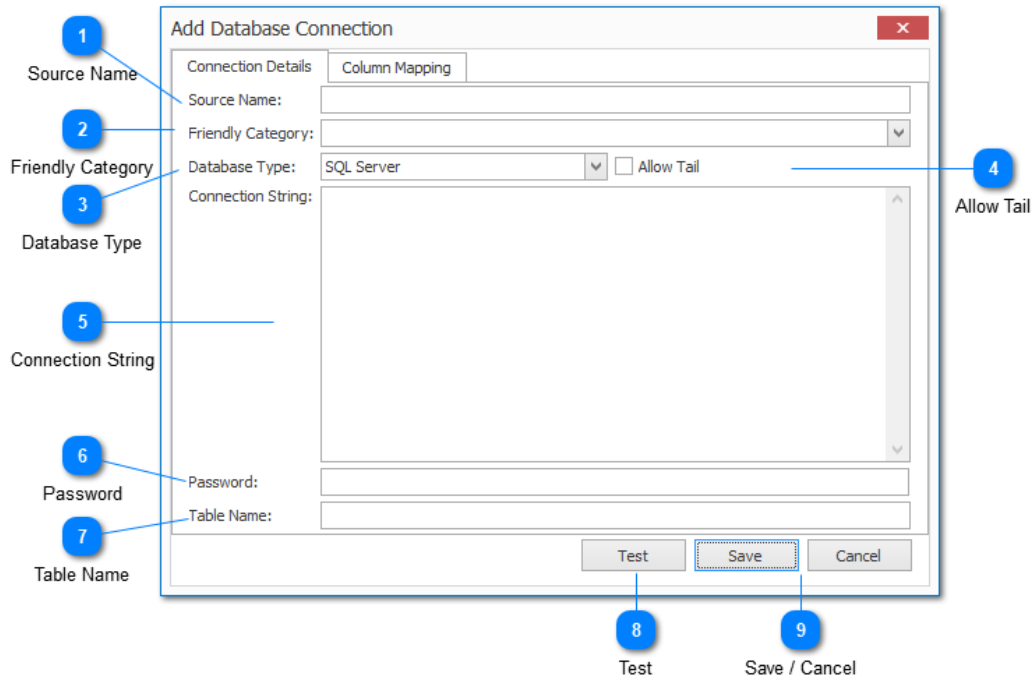 Add Database Connection
1
Source Name
Connection Details
Column Mapping
Source Name:
2
Friendly Category
Friendly Category:
3
Database Type
Database Type:
SQL Server
Allow Tail
4
Allow Tail
Connection String:
5
Connection String
6
Password
Password:
7
Table Name
Table Name:
Test
Save
Cancel
8
Test
9
Save / Cancel